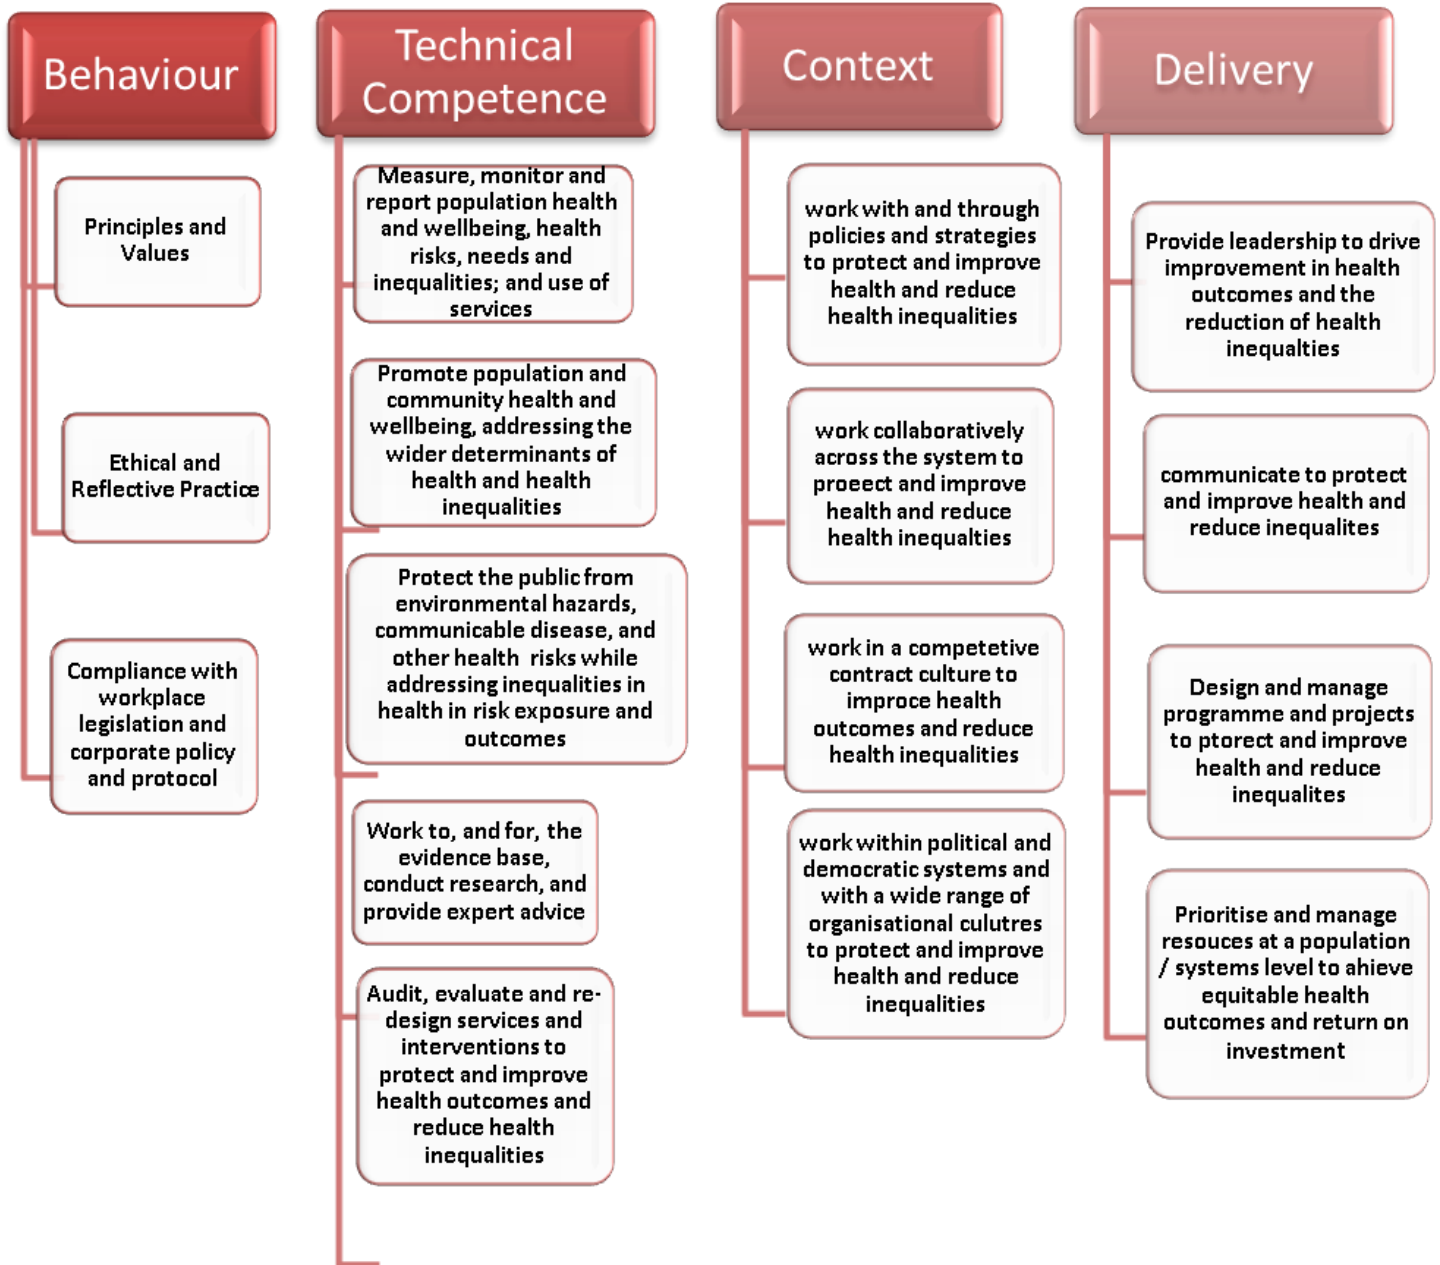 Behaviour
Principles and
Values
Ethical and
Reflective Practice
Compliance with
workplace
legislation and
corporate policy
and protocol
Technical
Competence
Measure, monitor and
report population health
and wellbeing, health
risks, needs and
inequalities; and use of
services
Promote population and
community health and
wellbeing, addressing the
wider determinants of
health and health
inequalities
Protect the public from
environmental hazards,
communicable disease, and
other health risks while
addressing inequalities in
health in risk exposure and
outcomes
Work to, and for, the
evidence base,
conduct research, and
provide expert advice
Audit, evaluate and re-
design services and
interventions to
protect and improve
health outcomes and
reduce health
inequalities
Context
work with and through
policies and strategies
to protect and improve
health and reduce
health inequalities
work collaboratively
across the system to
proeect and improve
health and reduce
health inequalties
work in a competetive
contract culture to
improce health
outcomes and reduce
health inequalities
work within political and
democratic systems and
with a wide range of
organisational culutres
to protect and improve
health and reduce
inequalities
Delivery
Provide leadership to drive
improvement in health
outcomes and the
reduction of health
inequalties
communicate to protect
and improve health and
reduce inequalites
Design and manage
programme and projects
to ptorect and improve
health and reduce
inequalites
Prioritise and manage
resouces at a population
/ systems level to ahieve
equitable health
outcomes and return on
investment